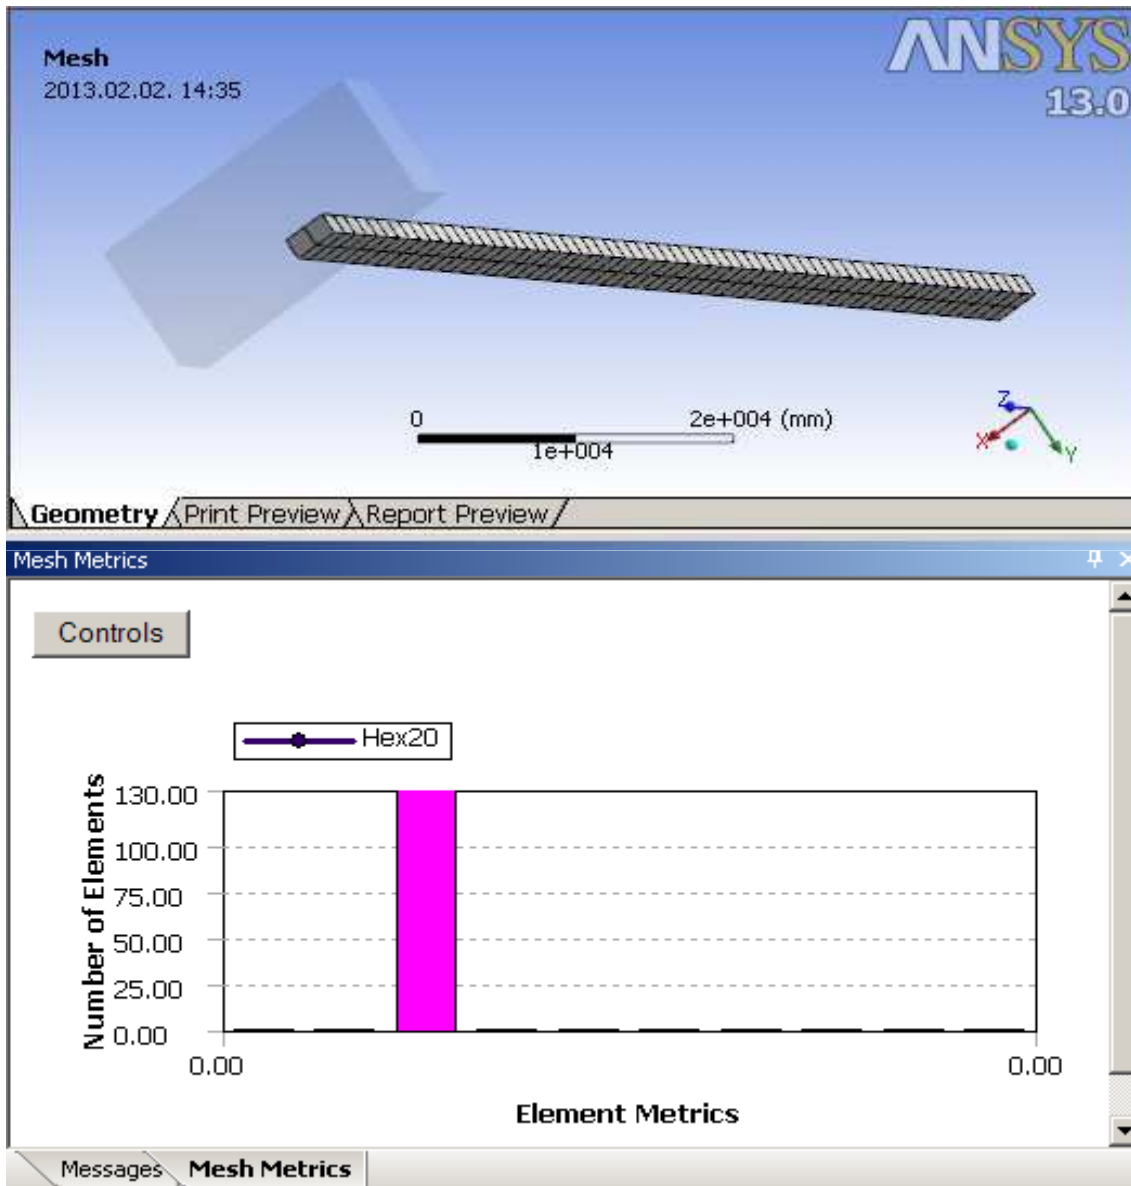 Mesh
2013.02.02. 14:35
ANSYS
13.0
0 2e+004 (mm)
1e+004
Z
X
Y
Geometry Print Preview Report Preview
Mesh Metrics
Controls
Hex20
Number of Elements
130.00
100.00
75.00
50.00
25.00
0.00
0.00 0.00
Element Metrics
Messages Mesh Metrics